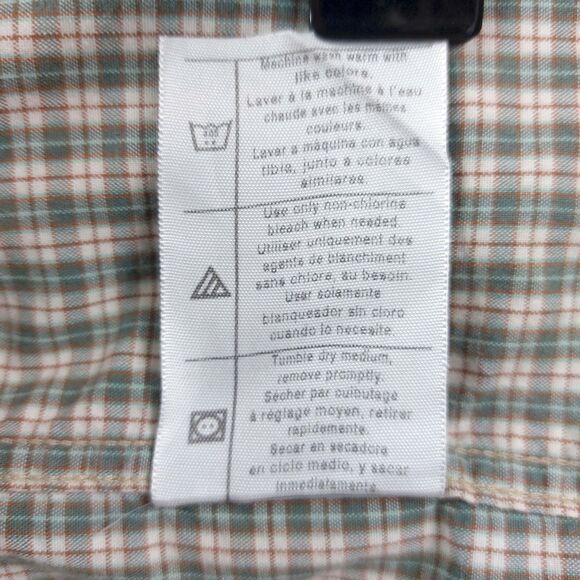 Machine wash warm with
like colors.
Laver à la machine à l'eau
chaude avec les mêmes
couleurs.
Lavar a máquina con agua
tibia, junto a colores
similares.
Use only non-chlorine
bleach when needed
Utiliser uniquement des
agents de blanchiment
sans chlore, au besoin.
Usar solamente
blanqueador sin cloro
cuando lo necesite.
Tumble dry medium,
remove promptly.
Sécher par culbutage
à réglage moyen, retirer
rapidement.
Secar en secadora
en ciclo medio, y sacar
inmediatamente.